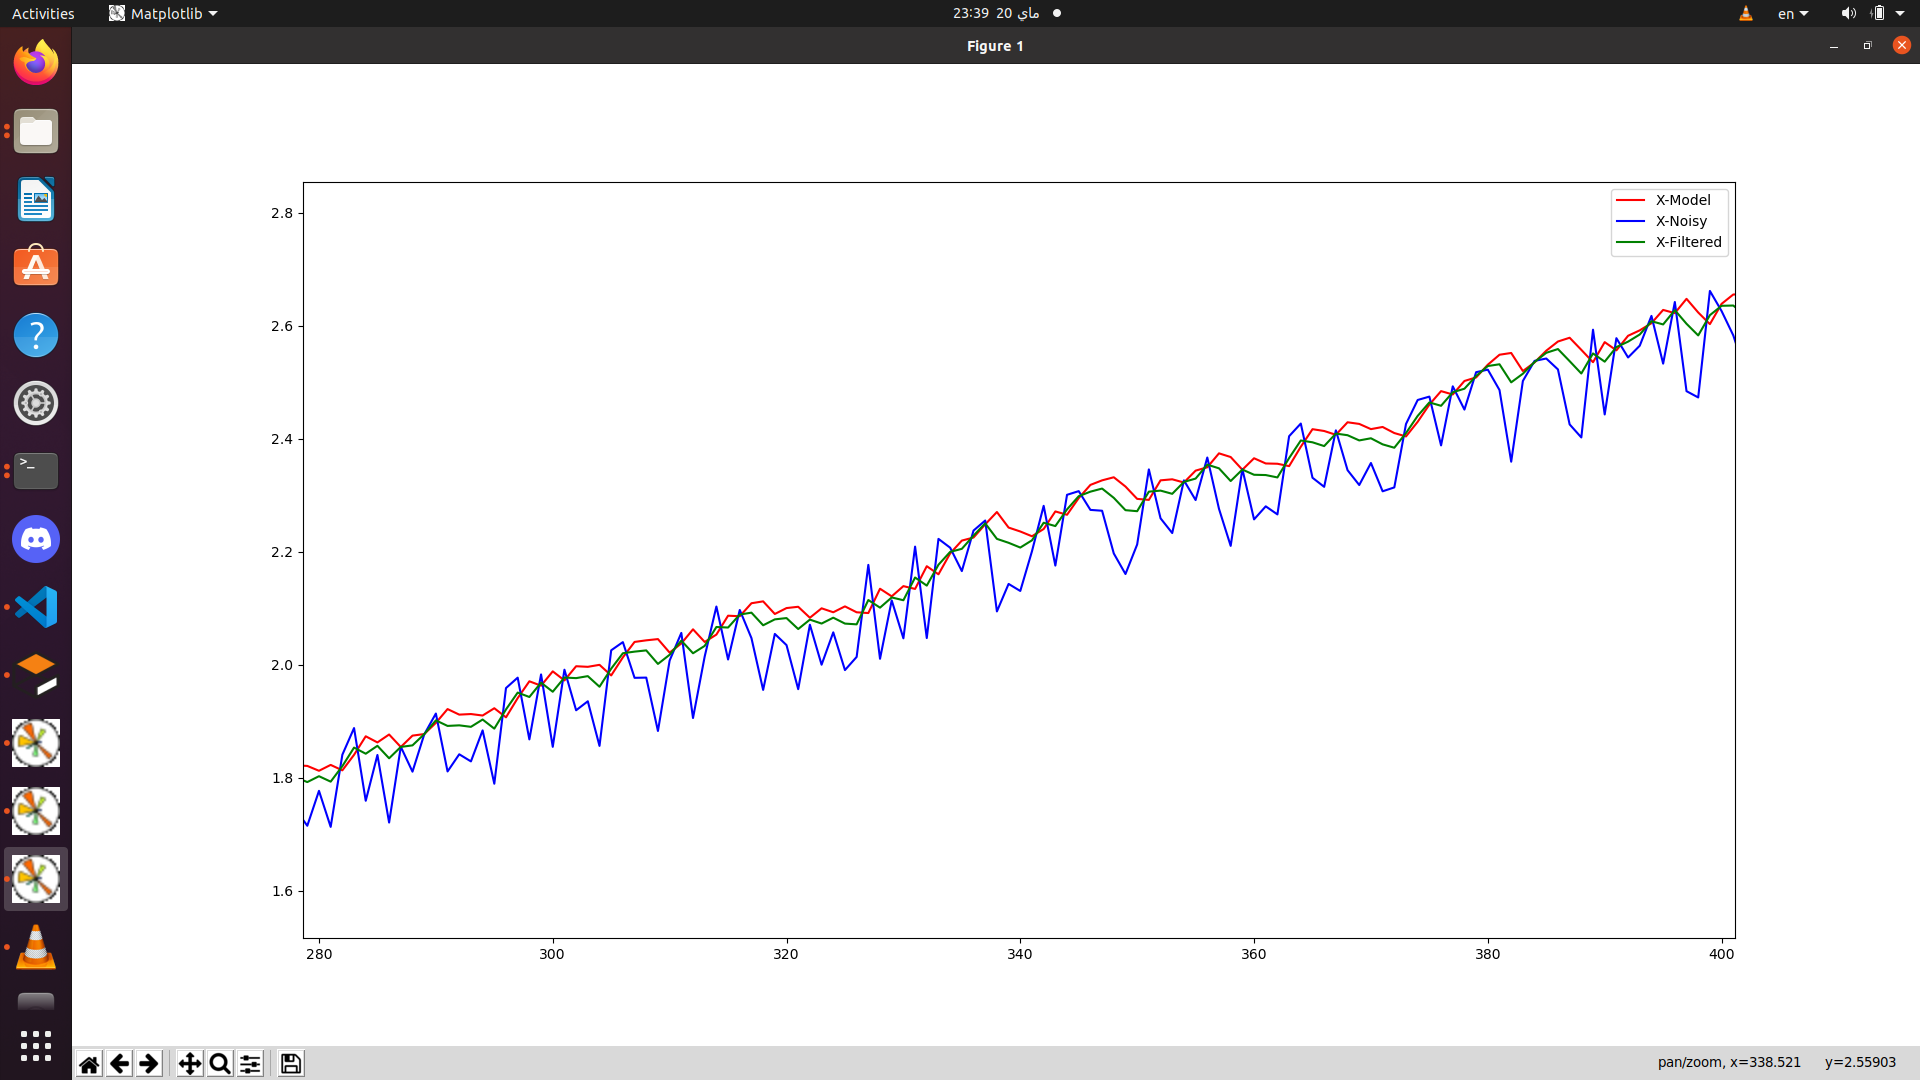 Activities
Matplotlib
23:39 20 ماي
en
Figure 1
X-Model
X-Noisy
X-Filtered
2.8
2.6
2.4
2.2
2.0
1.8
1.6
280 300 320 340 360 380 400
pan/zoom, x=338.521 y=2.55903